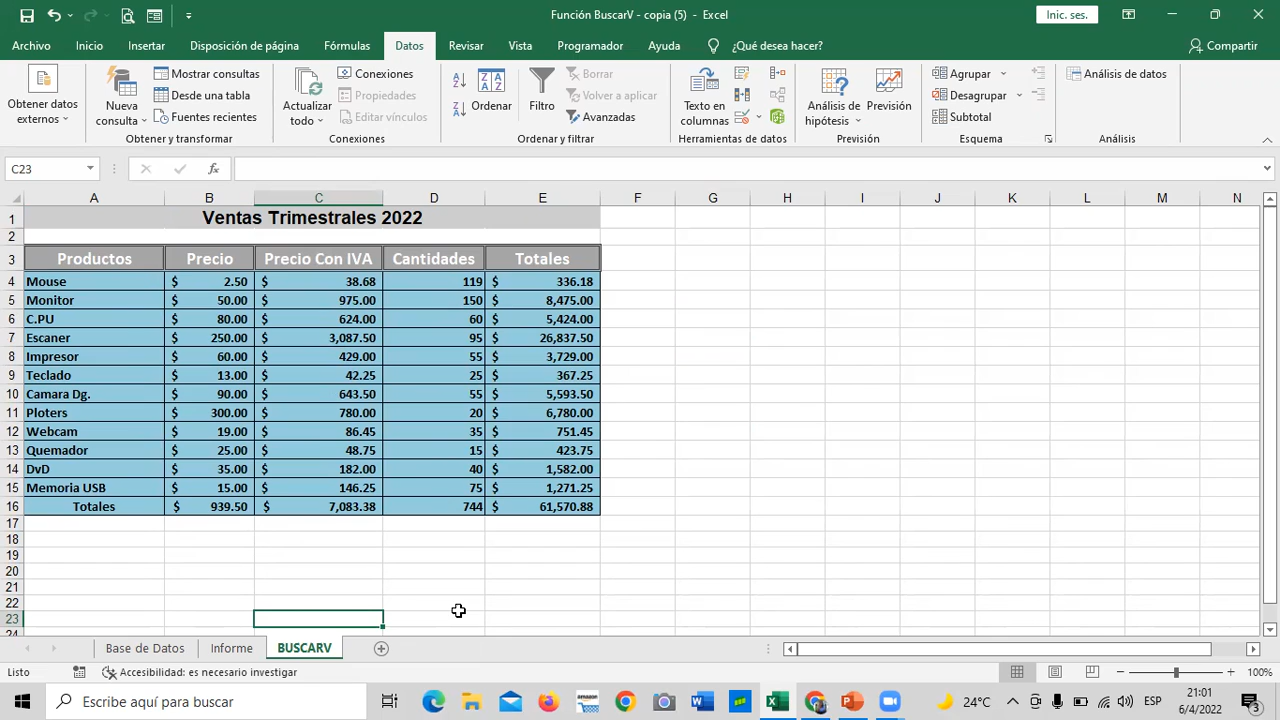 Función BuscarV - copia (5) - Excel
Inic. ses.
Archivo Inicio Insertar Disposición de página Fórmulas Datos Revisar Vista Programador Ayuda ¿Qué desea hacer? Compartir
Obtener datos externos
Nueva consulta
Mostrar consultas
Desde una tabla
Fuentes recientes
Obtener y transformar
Actualizar todo
Conexiones
Propiedades
Editar vínculos
Conexiones
Ordenar
Filtro
Borrar
Volver a aplicar
Avanzadas
Ordenar y filtrar
Texto en columnas
Herramientas de datos
Análisis de hipótesis
Previsión
Previsión
Agrupar
Desagrupar
Subtotal
Esquema
Análisis de datos
Análisis
C23
fx
A B C D E F G H I J K L M N
1 Ventas Trimestrales 2022
2
3 Productos Precio Precio Con IVA Cantidades Totales
4 Mouse $ 2.50 $ 38.68 119 $ 336.18
5 Monitor $ 50.00 $ 975.00 150 $ 8,475.00
6 C.PU $ 80.00 $ 624.00 60 $ 5,424.00
7 Escaner $ 250.00 $ 3,087.50 95 $ 26,837.50
8 Impresor $ 60.00 $ 429.00 55 $ 3,729.00
9 Teclado $ 13.00 $ 42.25 25 $ 367.25
10 Camara Dg. $ 90.00 $ 643.50 55 $ 5,593.50
11 Ploters $ 300.00 $ 780.00 20 $ 6,780.00
12 Webcam $ 19.00 $ 86.45 35 $ 751.45
13 Quemador $ 25.00 $ 48.75 15 $ 423.75
14 DvD $ 35.00 $ 182.00 40 $ 1,582.00
15 Memoria USB $ 15.00 $ 146.25 75 $ 1,271.25
16 Totales $ 939.50 $ 7,083.38 744 $ 61,570.88
17
18
19
20
21
22
23
24
Base de Datos Informe BUSCARV
Listo Accesibilidad: es necesario investigar 100%
Escribe aquí para buscar
amazon
24°C ESP 21:01
6/4/2022
3